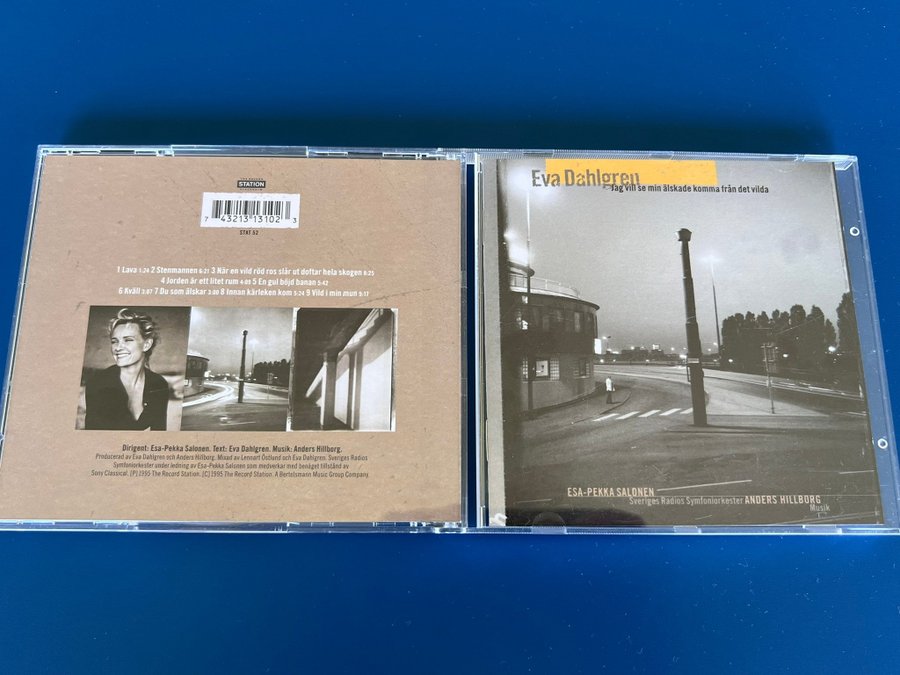 STATION
7 43213 13102 3
STAT 52
1 Lava 1:24 2 Stenmannen 6:21 3 När en vild röd ros slår ut doftar hela skogen 6:25
4 Jorden är ett litet rum 4:09 5 En gul böjd banan 5:42
6 Kväll 3:07 7 Du som älskar 3:00 8 Innan kärleken kom 5:24 9 Vild i min mun 5:17
Dirigent: Esa-Pekka Salonen. Text: Eva Dahlgren. Musik: Anders Hillborg.
Producerad av Eva Dahlgren och Anders Hillborg. Mixad av Lennart Östlund och Eva Dahlgren. Sveriges Radios
Symfoniorkester under ledning av Esa-Pekka Salonen som medverkar med benäget tillstånd av
Sony Classical. [P] 1995 The Record Station. [C] 1995 The Record Station. A Bertelsmann Music Group Company.
Eva Dahlgren
Jag vill se min älskade komma från det vilda
ESA-PEKKA SALONEN
Sveriges Radios Symfoniorkester ANDERS HILLBORG
Musik